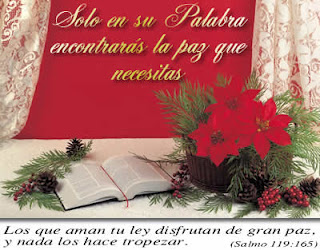 Solo en su Palabra
encontrarás la paz que
necesitas
Los que aman tu ley disfrutan de gran paz,
y nada los hace tropezar. (Salmo 119:165)